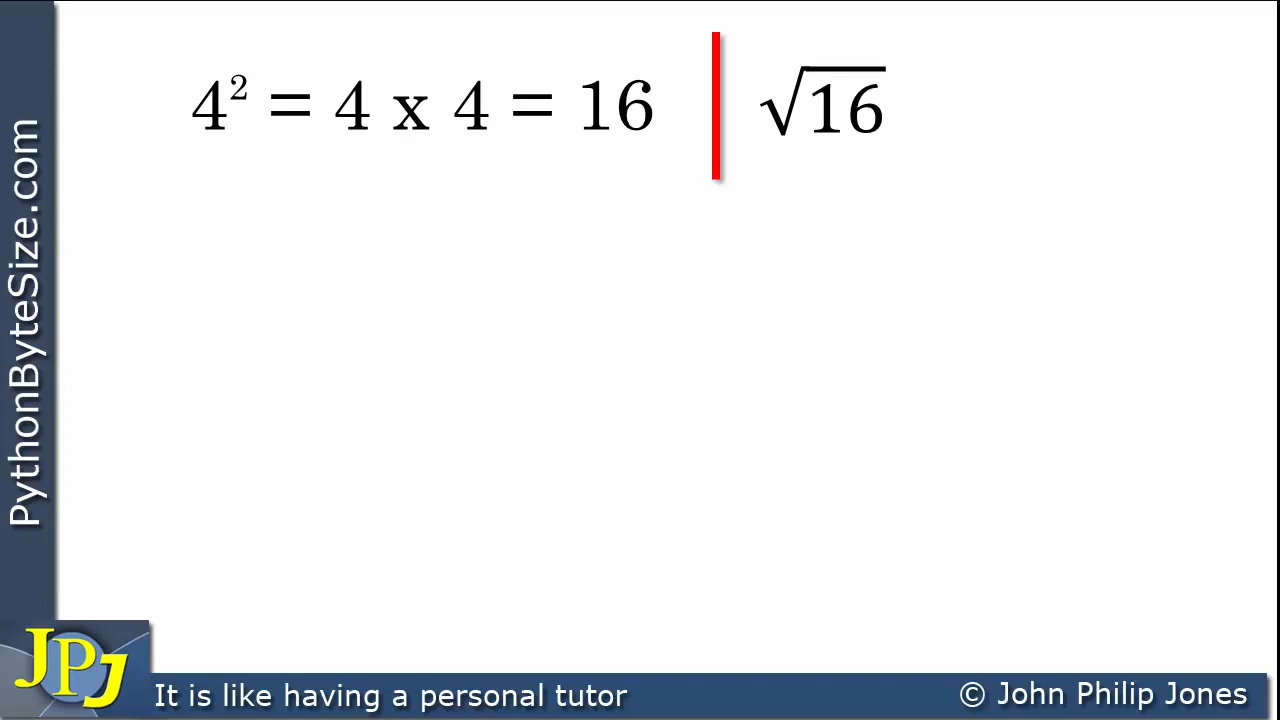 4² = 4 x 4 = 16
√16
PythonByteSize.com
JPJ
It is like having a personal tutor
© John Philip Jones